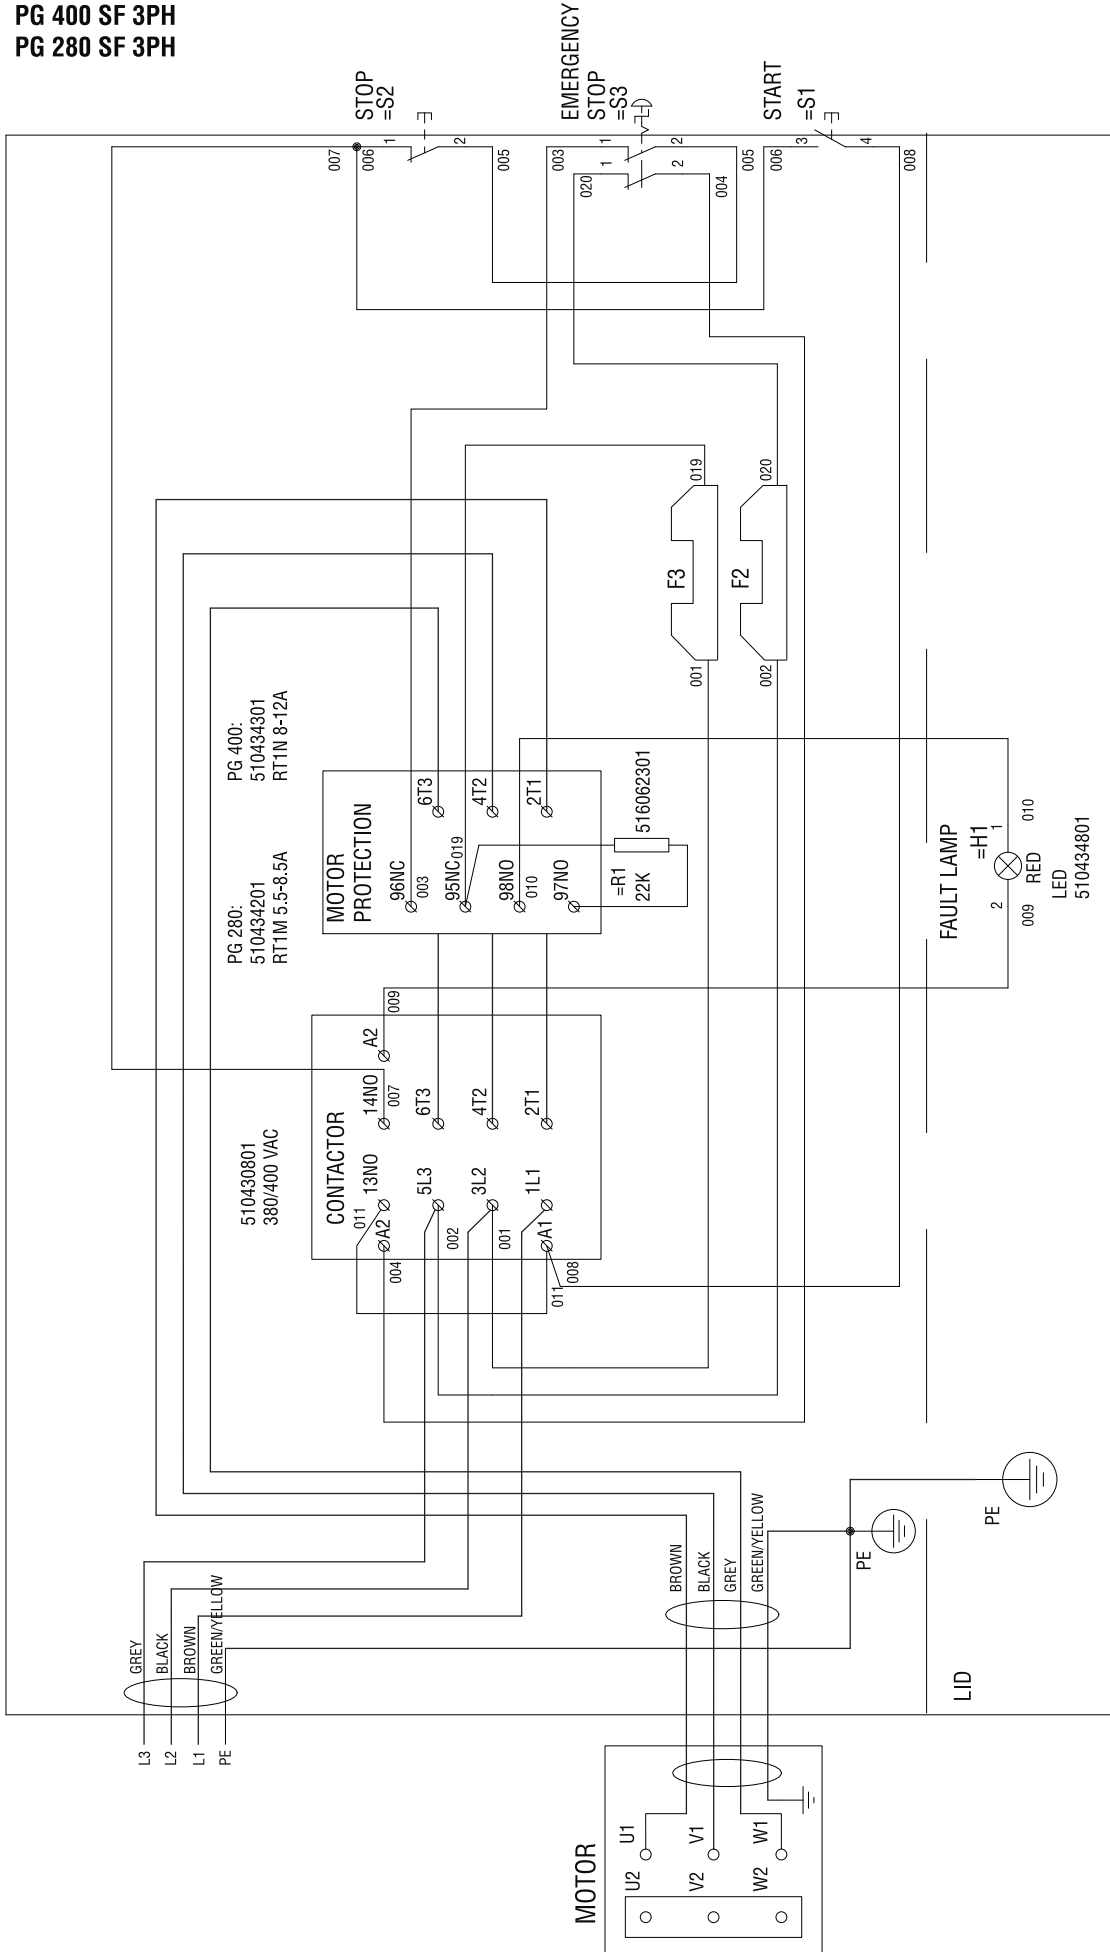 PG 400 SF 3PH
PG 280 SF 3PH
STOP
=S2
1
2
007
006
005
EMERGENCY
STOP
=S3
1
2
1
2
003
020
004
005
START
=S1
3
4
006
008
F3
019
001
F2
020
002
PG 400:
510434301
RT1N 8-12A
PG 280:
510434201
RT1M 5.5-8.5A
MOTOR
PROTECTION
6T3
4T2
2T1
96NC
003
95NC
019
98NO
010
97NO
=R1
22K
516062301
FAULT LAMP
=H1
1
010
2
009
RED
LED
510434801
510430801
380/400 VAC
CONTACTOR
A2
009
14NO
007
6T3
4T2
2T1
13NO
011
5L3
3L2
1L1
A2
004
002
001
A1
008
011
GREY
BLACK
BROWN
GREEN/YELLOW
L3
L2
L1
PE
BROWN
BLACK
GREY
GREEN/YELLOW
PE
PE
LID
MOTOR
U1
V1
W1
U2
V2
W2